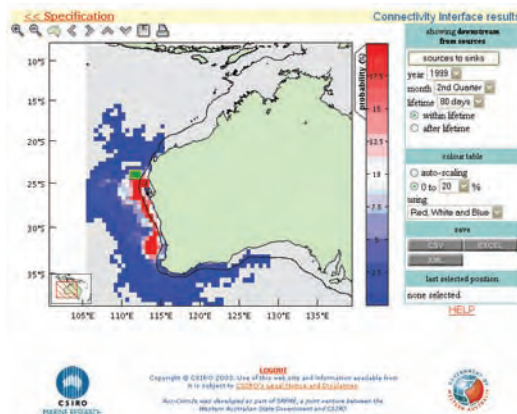 << Specification
Connectivity Interface results
showing downstream
from sources
sources to sinks
year 1999
month 2nd Quarter
lifetime 80 days
within lifetime
after lifetime
colour table
auto-scaling
0 to 20 %
using
Red, White and Blue
save
CSV EXCEL
last selected position
none selected
HELP
probability (%)
17.5
15
12.5
10
7.5
5
2.5
10°S
15°S
20°S
25°S
30°S
35°S
105°E 110°E 115°E 120°E 125°E 130°E 135°E
LOGOUT
Copyright © CSIRO 2003. Use of this web site and information available from
it is subject to CSIRO's Legal Notice and Disclaimer
Aus-ConnIe was developed as part of SRFME, a joint venture between the
Western Australian State Government and CSIRO
CSIRO
MARINE RESEARCH